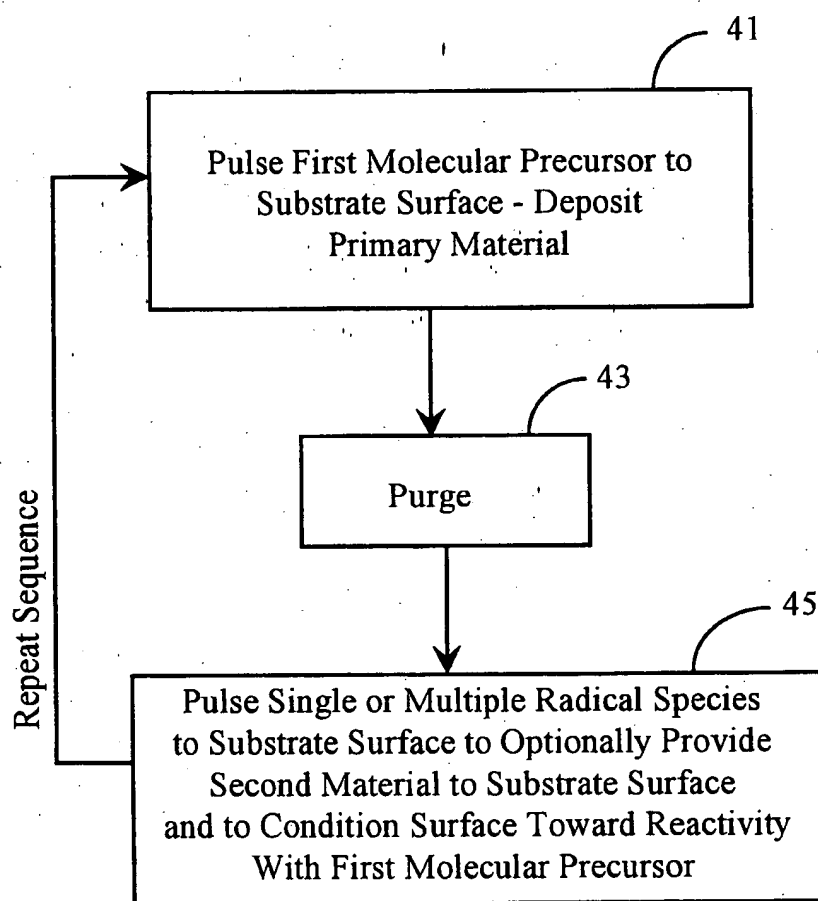 41
Pulse First Molecular Precursor to
Substrate Surface - Deposit
Primary Material
43
Purge
45
Pulse Single or Multiple Radical Species
to Substrate Surface to Optionally Provide
Second Material to Substrate Surface
and to Condition Surface Toward Reactivity
With First Molecular Precursor
Repeat Sequence